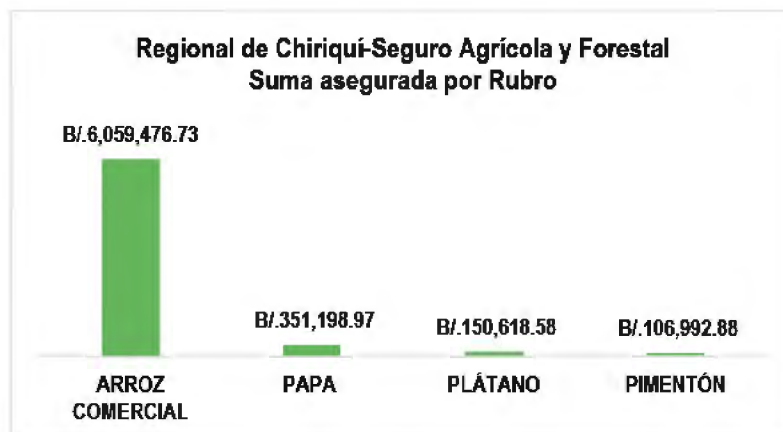 Regional de Chiriquí-Seguro Agrícola y Forestal
Suma asegurada por Rubro
B/.6,059,476.73
B/.351,198.97
B/.150,618.58
B/.106,992.88
ARROZ
COMERCIAL
PAPA
PLÁTANO
PIMENTÓN